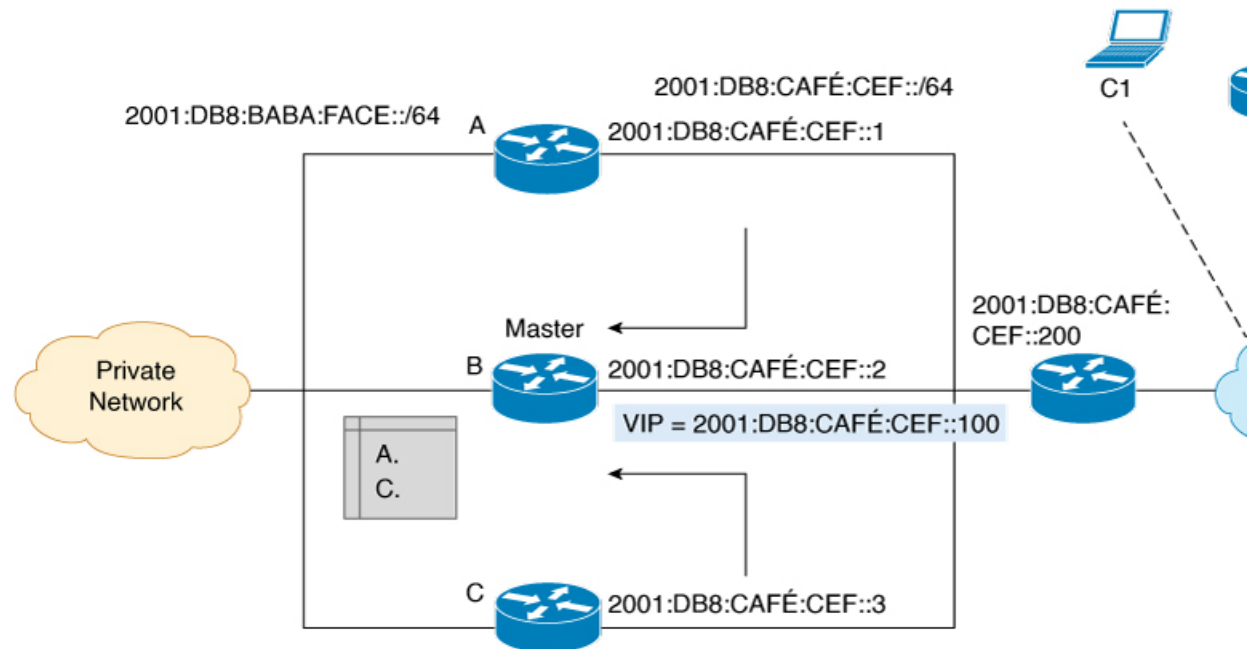 2001:DB8:BABA:FACE::/64
2001:DB8:CAFÉ:CEF::/64
A
2001:DB8:CAFÉ:CEF::1
C1
Private
Network
Master
B
2001:DB8:CAFÉ:CEF::2
VIP = 2001:DB8:CAFÉ:CEF::100
2001:DB8:CAFÉ:
CEF::200
A.
C.
C
2001:DB8:CAFÉ:CEF::3